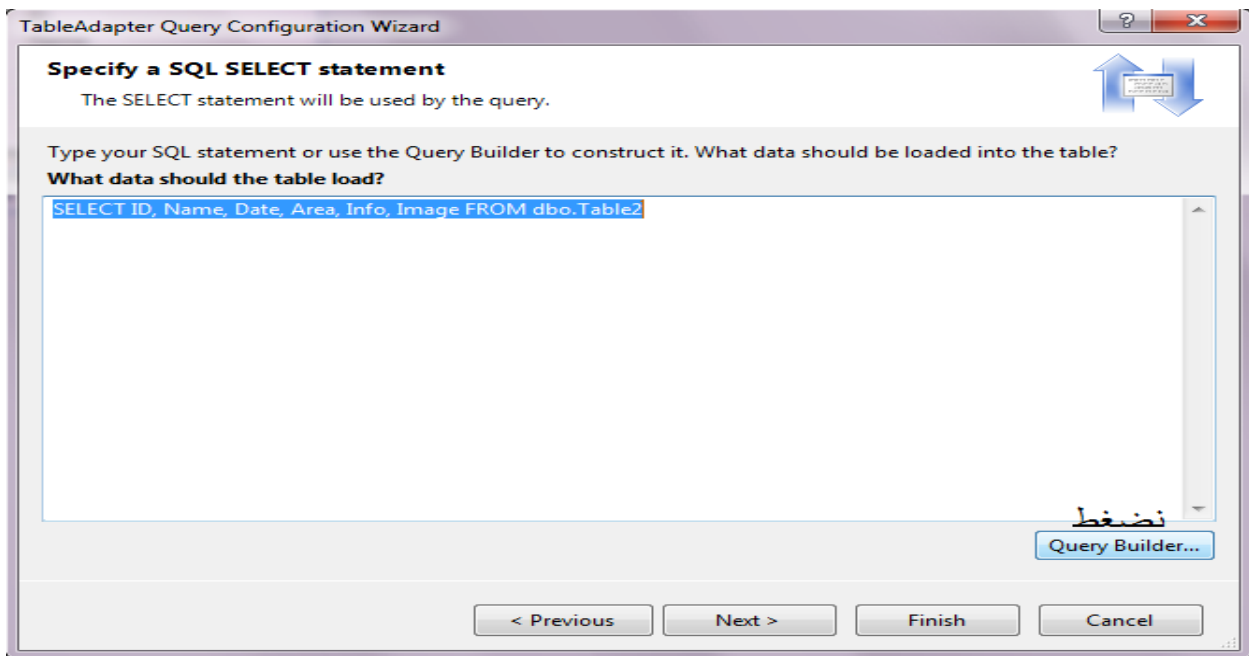 TableAdapter Query Configuration Wizard
Specify a SQL SELECT statement
The SELECT statement will be used by the query.
Type your SQL statement or use the Query Builder to construct it. What data should be loaded into the table?
What data should the table load?
SELECT ID, Name, Date, Area, Info, Image FROM dbo.Table2
نضغط
Query Builder...
< Previous
Next >
Finish
Cancel